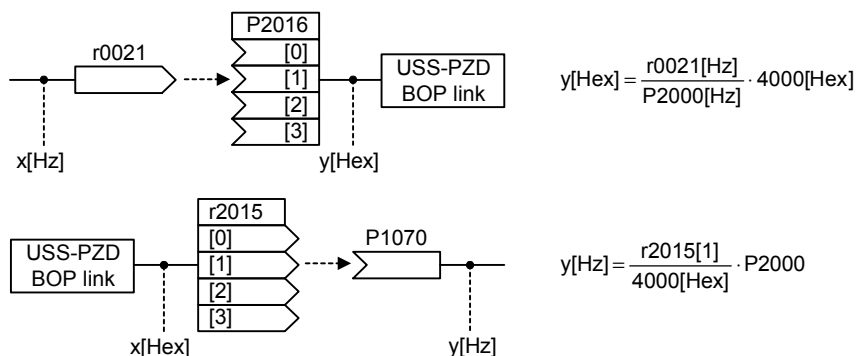 P2016
r0021
[0]
[1]
[2]
[3]
USS-PZD
BOP link
x[Hz]
y[Hex]
y[Hex] = r0021[Hz] / P2000[Hz] · 4000[Hex]
r2015
[0]
[1]
[2]
[3]
USS-PZD
BOP link
P1070
x[Hex]
y[Hz]
y[Hz] = r2015[1] / 4000[Hex] · P2000